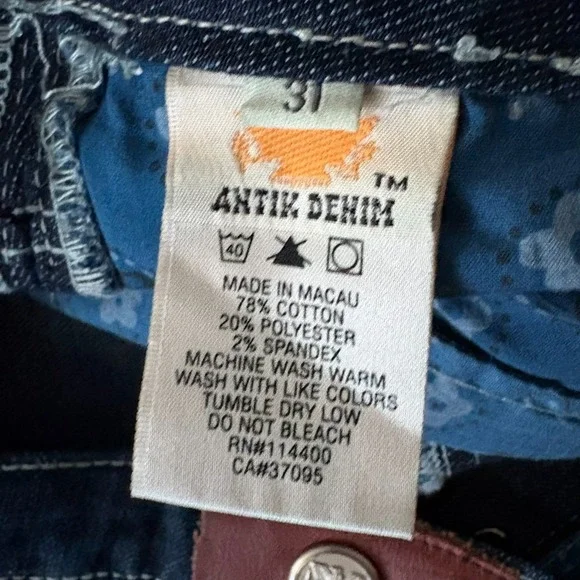 31
ANTIK DENIM
TM
40
MADE IN MACAU
78% COTTON
20% POLYESTER
2% SPANDEX
MACHINE WASH WARM
WASH WITH LIKE COLORS
TUMBLE DRY LOW
DO NOT BLEACH
RN#114400
CA#37095